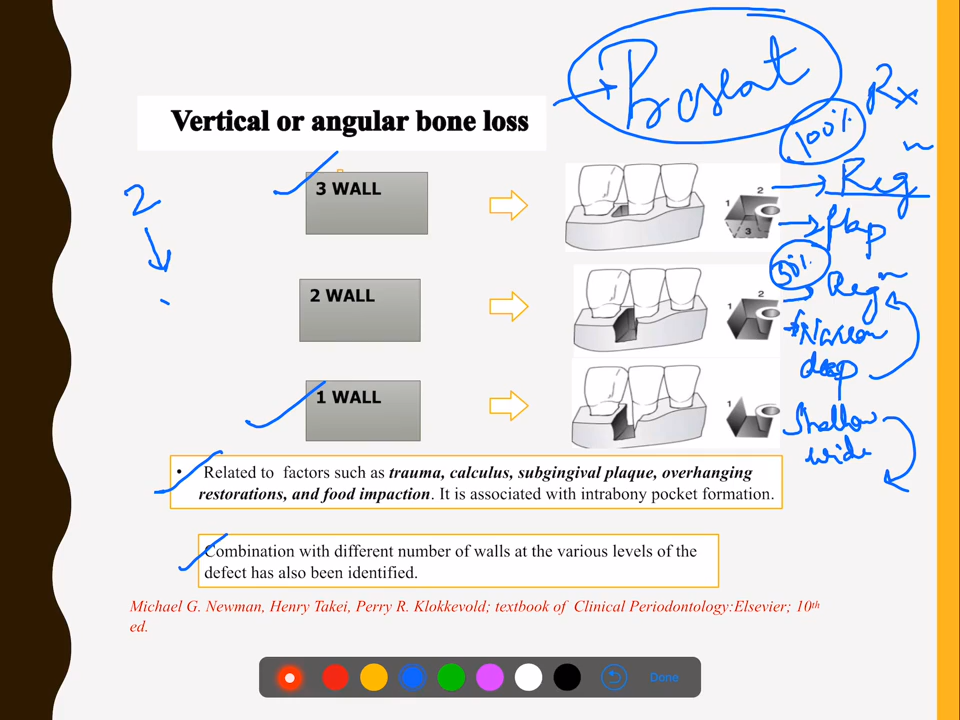 Rx
Vertical or angular bone loss
100%
3 WALL
2
1
3
Regⁿ
flap
2
50%
2 WALL
2
1
Regⁿ
Narrow
deep
1 WALL
1
Shallow
wide
• Related to factors such as trauma, calculus, subgingival plaque, overhanging
restorations, and food impaction. It is associated with intrabony pocket formation.
Combination with different number of walls at the various levels of the
defect has also been identified.
Michael G. Newman, Henry Takei, Perry R. Klokkevold; textbook of Clinical Periodontology:Elsevier; 10th
ed.
Done